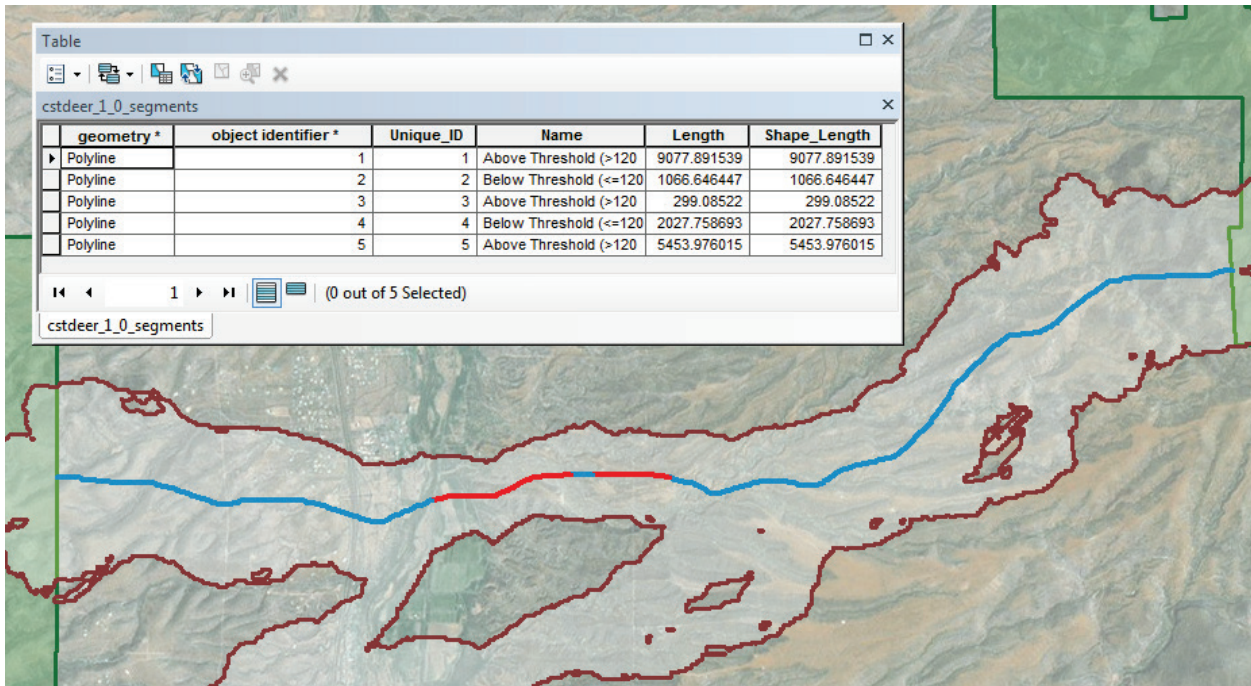 Table
cstdeer_1_0_segments
geometry * object identifier * Unique_ID Name Length Shape_Length
Polyline 1 1 Above Threshold (>120 9077.891539 9077.891539
Polyline 2 2 Below Threshold (<=120 1066.646447 1066.646447
Polyline 3 3 Above Threshold (>120 299.08522 299.08522
Polyline 4 4 Below Threshold (<=120 2027.758693 2027.758693
Polyline 5 5 Above Threshold (>120 5453.976015 5453.976015
1 (0 out of 5 Selected)
cstdeer_1_0_segments